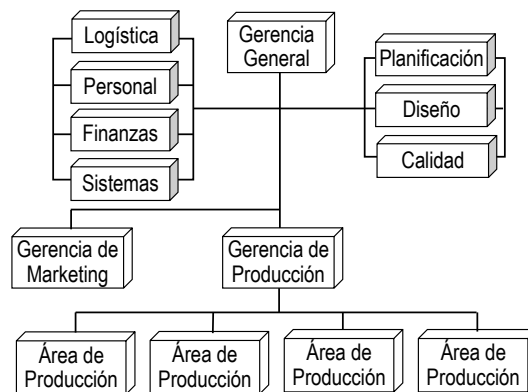 Logística
Personal
Finanzas
Sistemas
Gerencia
General
Planificación
Diseño
Calidad
Gerencia de
Marketing
Gerencia de
Producción
Área de
Producción
Área de
Producción
Área de
Producción
Área de
Producción